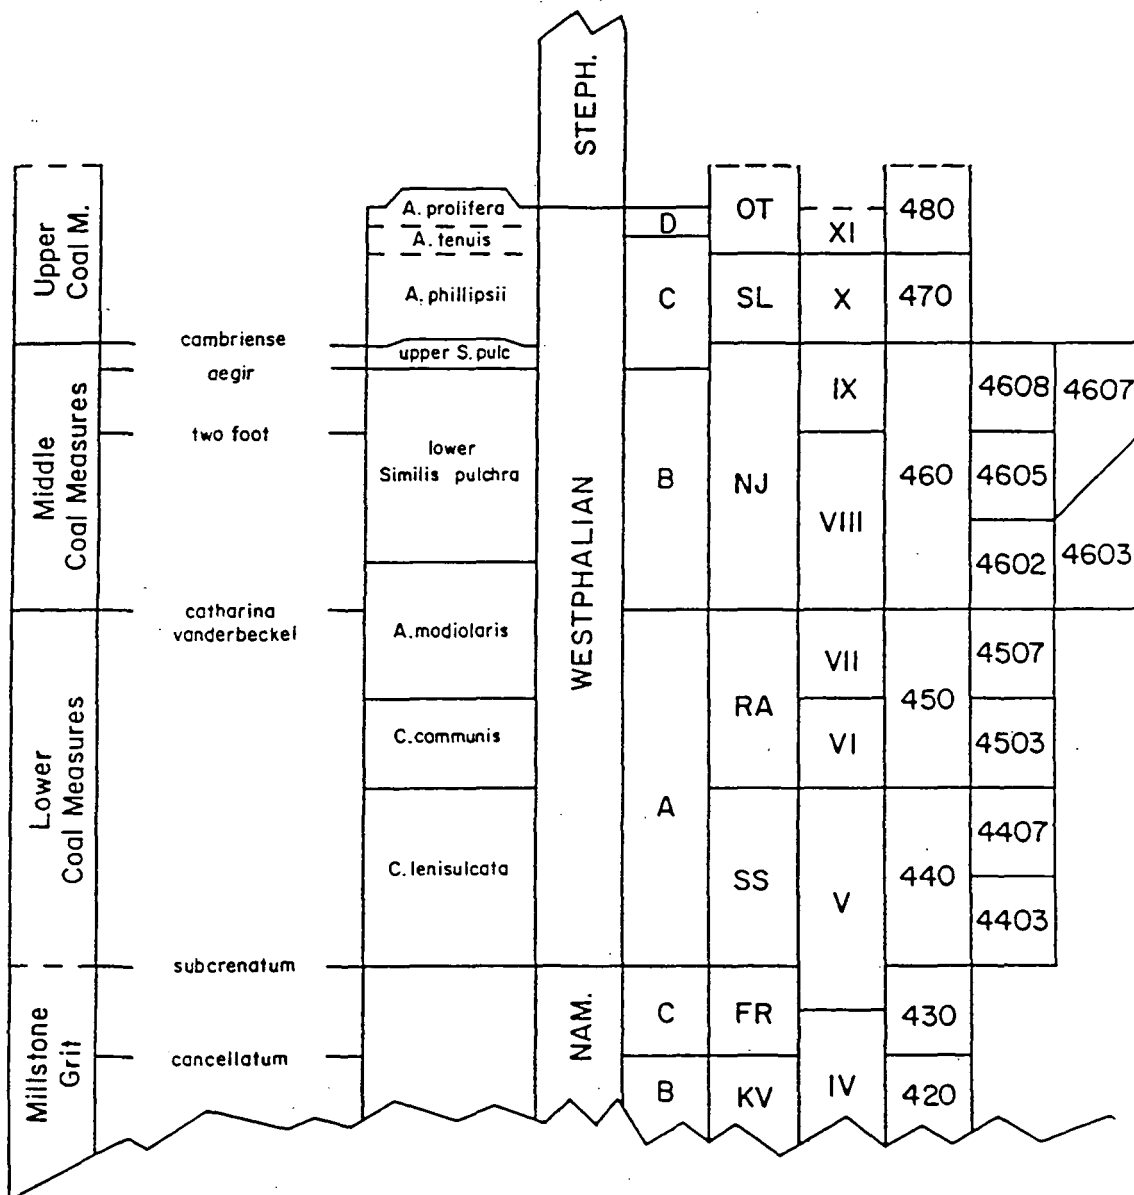 STEPH.
Upper
Coal M.
A. prolifera
A. tenuis
A. phillipsii
D
C
OT
SL
XI
X
480
470
cambriense
upper S. pulc
aegir
two foot
Middle
Coal Measures
lower
Similis pulchra
WESTPHALIAN
B
NJ
IX
VIII
460
4608
4607
4605
4602
4603
catharina
vanderbeckei
A. modiolaris
Lower
Coal Measures
C. communis
C. lenisulcata
A
RA
SS
VII
VI
V
450
440
4507
4503
4407
4403
subcrenatum
Millstone
Grit
cancellatum
NAM.
C
B
FR
KV
IV
430
420